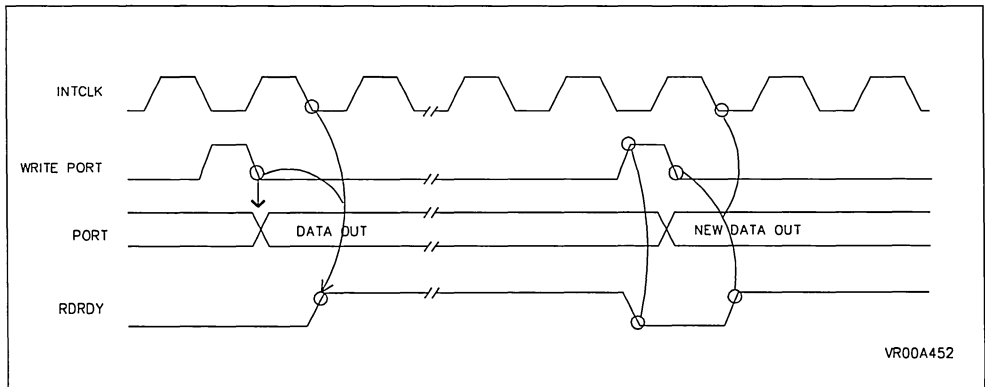 INTCLK
WRITE PORT
PORT
DATA OUT
NEW DATA OUT
RDRDY
VR00A452